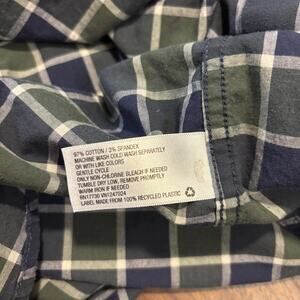 97% COTTON / 3% SPANDEX
MACHINE WASH COLD WASH SEPARATELY
OR WITH LIKE COLORS
GENTLE CYCLE
ONLY NON-CHLORINE BLEACH IF NEEDED
TUMBLE DRY LOW, REMOVE PROMPTLY
WARM IRON IF NEEDED
RN17730 VN1247024
LABEL MADE FROM 100% RECYCLED PLASTIC